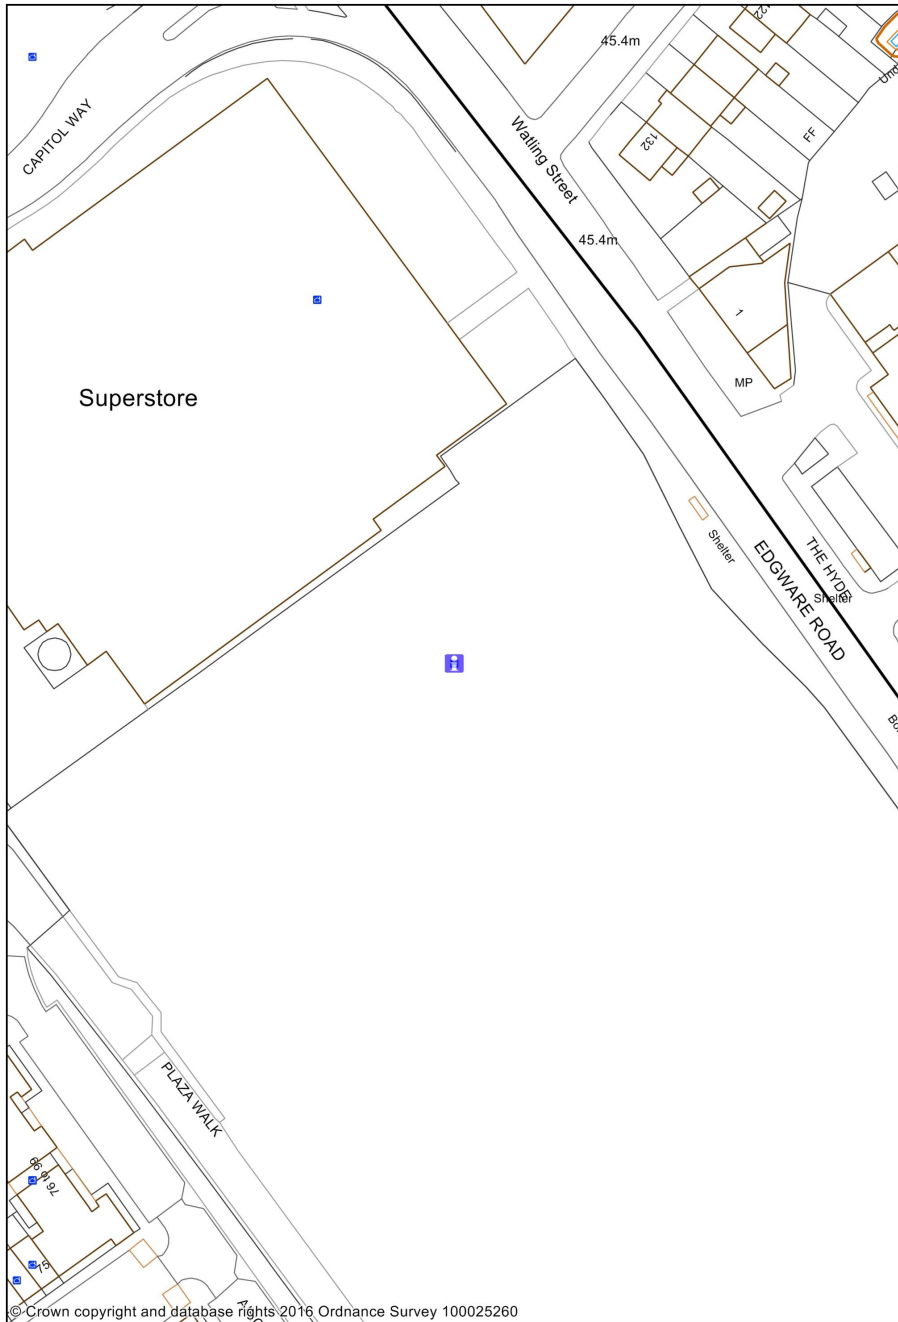 45.4m
122
CAPITOL WAY
Watling Street
132
FF
45.4m
1
MP
Superstore
Shelter
EDGWARE ROAD
THE HYDE
Shelter
PLAZA WALK
76 to 99
75
© Crown copyright and database rights 2016 Ordnance Survey 100025260